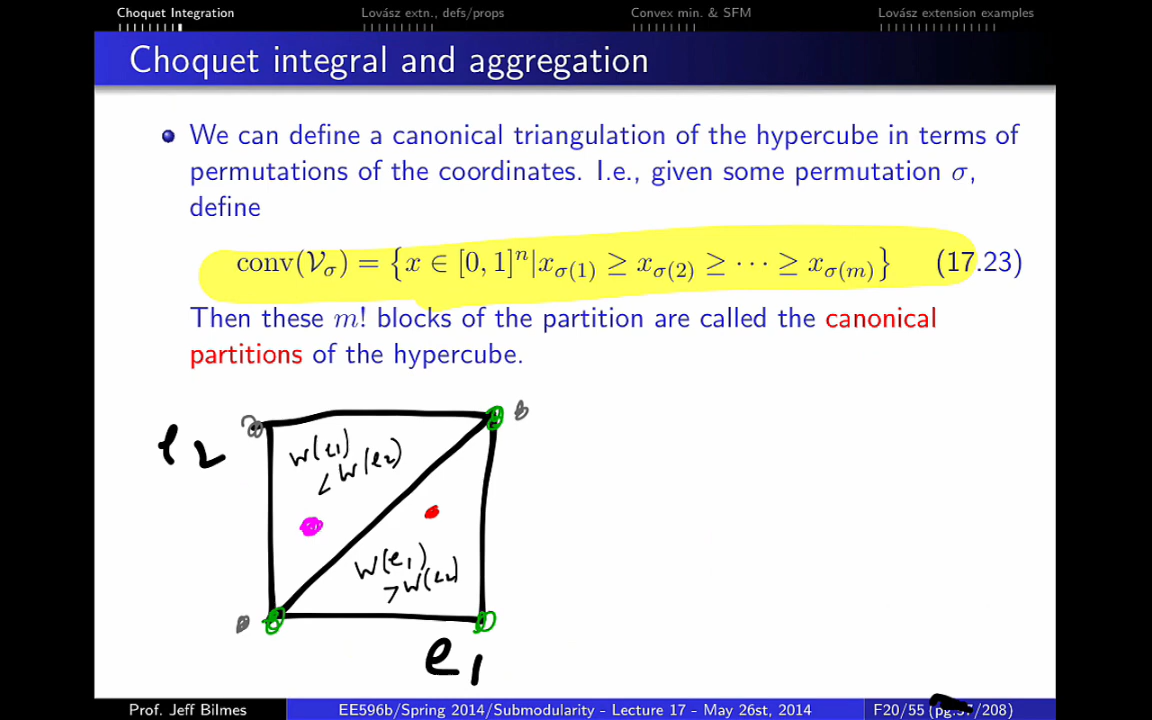 Choquet Integration Lovász extn., defs/props Convex min. & SFM Lovász extension examples
Choquet integral and aggregation
We can define a canonical triangulation of the hypercube in terms of
permutations of the coordinates. I.e., given some permutation σ,
define
conv(𝒱_σ) = {x ∈ [0, 1]^n | x_σ(1) ≥ x_σ(2) ≥ ⋯ ≥ x_σ(m)} (17.23)
Then these m! blocks of the partition are called the canonical
partitions of the hypercube.
e2
w(e1)
< w(e2)
w(e1)
> w(e2)
e1
Prof. Jeff Bilmes EE596b/Spring 2014/Submodularity - Lecture 17 - May 26st, 2014 F20/55 (pg. /208)